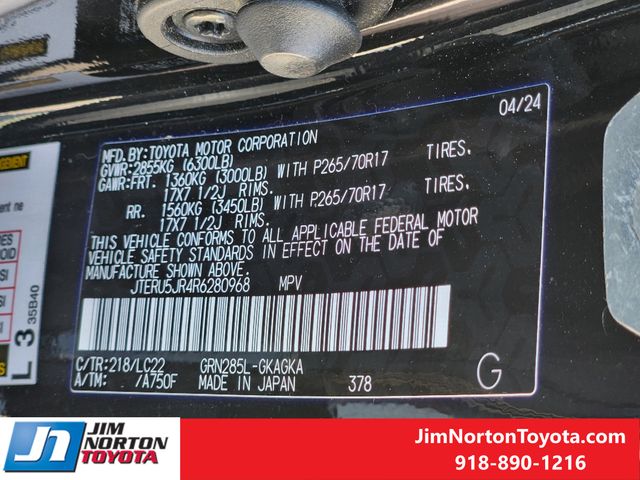 04/24
MFD. BY: TOYOTA MOTOR CORPORATION
GVWR: 2855KG (6300LB)
GAWR: FRT. 1360KG (3000LB) WITH P265/70R17 TIRES.
17X7 1/2J RIMS.
RR. 1560KG (3450LB) WITH P265/70R17 TIRES.
17X7 1/2J RIMS.
THIS VEHICLE CONFORMS TO ALL APPLICABLE FEDERAL MOTOR
VEHICLE SAFETY STANDARDS IN EFFECT ON THE DATE OF
MANUFACTURE SHOWN ABOVE.
JTERU5JR4R6280968 MPV
C/TR: 218/LC22 GRN285L-GKAGKA
A/TM: /A750F MADE IN JAPAN 378
G
L 3
35B40
JN JIM
NORTON
TOYOTA
JimNortonToyota.com
918-890-1216